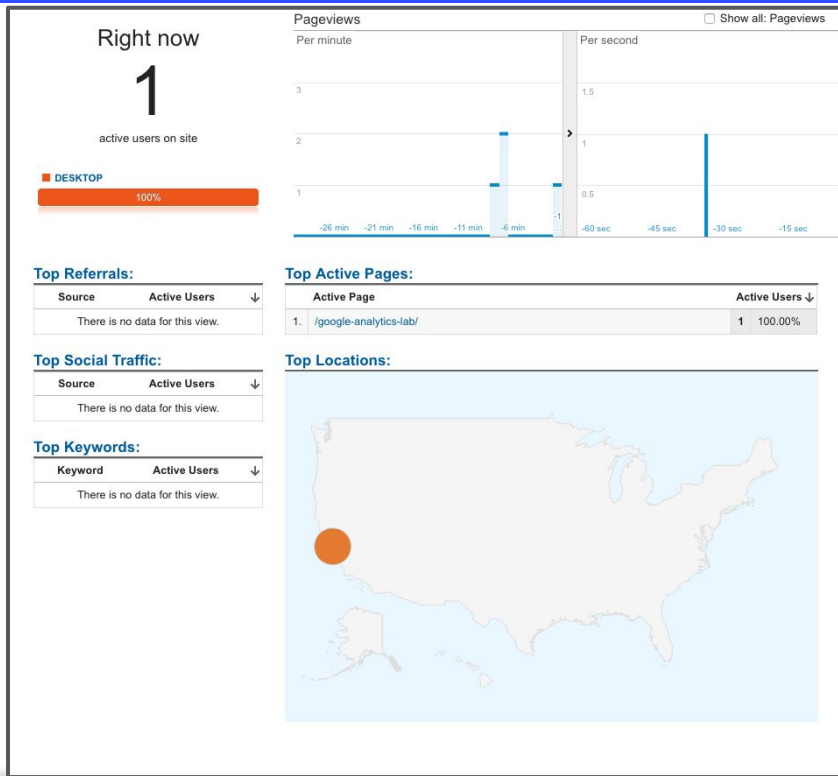 Right now
1
active users on site
DESKTOP
100%
Pageviews
Show all: Pageviews
Per minute
3
2
1
-26 min -21 min -16 min -11 min -6 min -1
Per second
1.5
1
0.5
-60 sec -45 sec -30 sec -15 sec
Top Referrals:
Source Active Users
There is no data for this view.
Top Social Traffic:
Source Active Users
There is no data for this view.
Top Keywords:
Keyword Active Users
There is no data for this view.
Top Active Pages:
Active Page Active Users
1. /google-analytics-lab/ 1 100.00%
Top Locations: